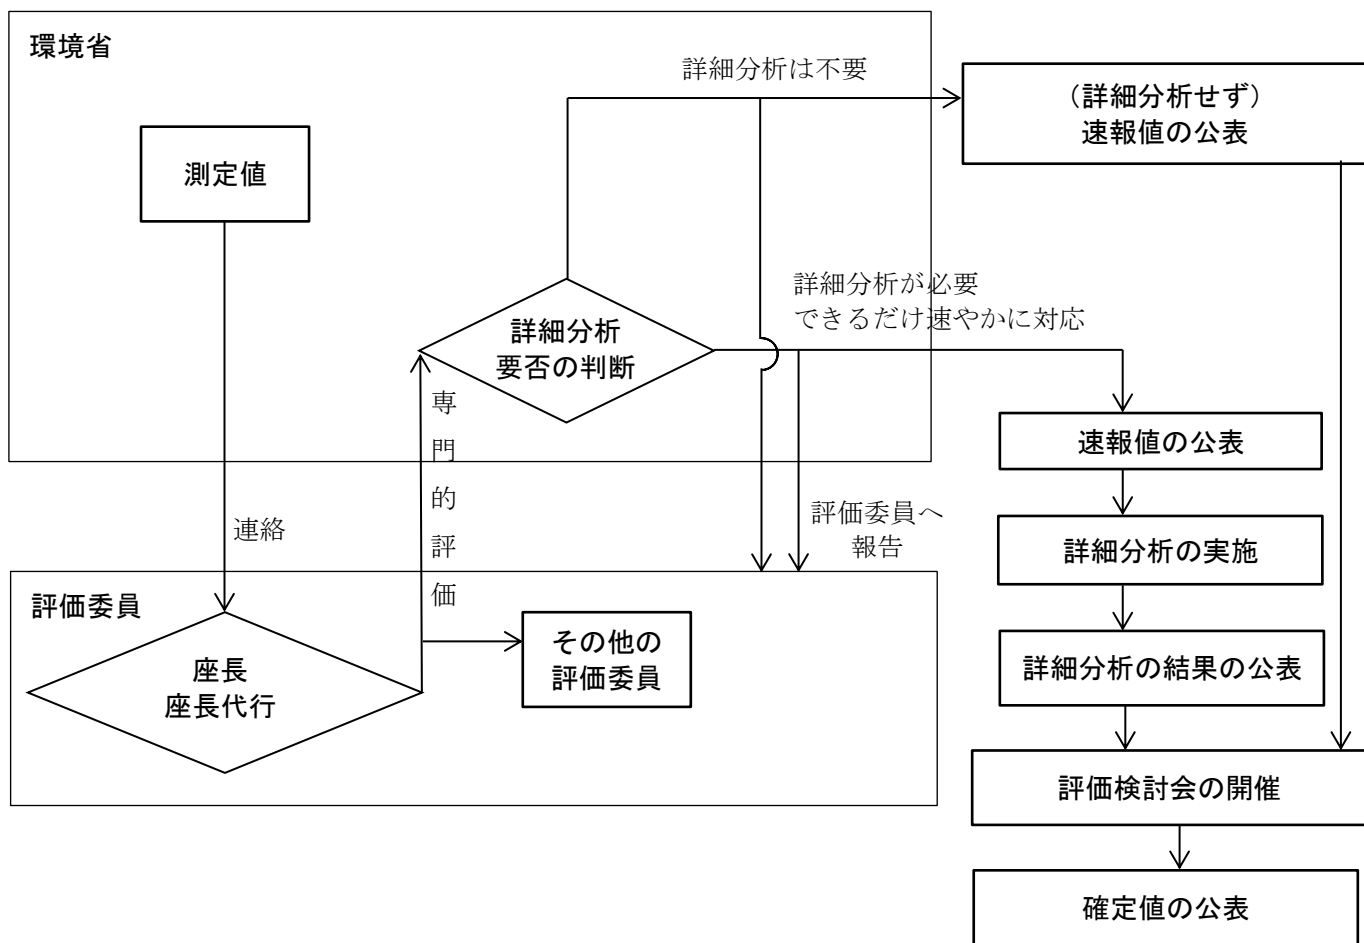 環境省
詳細分析は不要
（詳細分析せず）
速報値の公表
測定値
詳細分析が必要
できるだけ速やかに対応
詳細分析
要否の判断
専門的評価
速報値の公表
連絡
評価委員へ
報告
詳細分析の実施
評価委員
その他の
評価委員
座長
座長代行
詳細分析の結果の公表
評価検討会の開催
確定値の公表